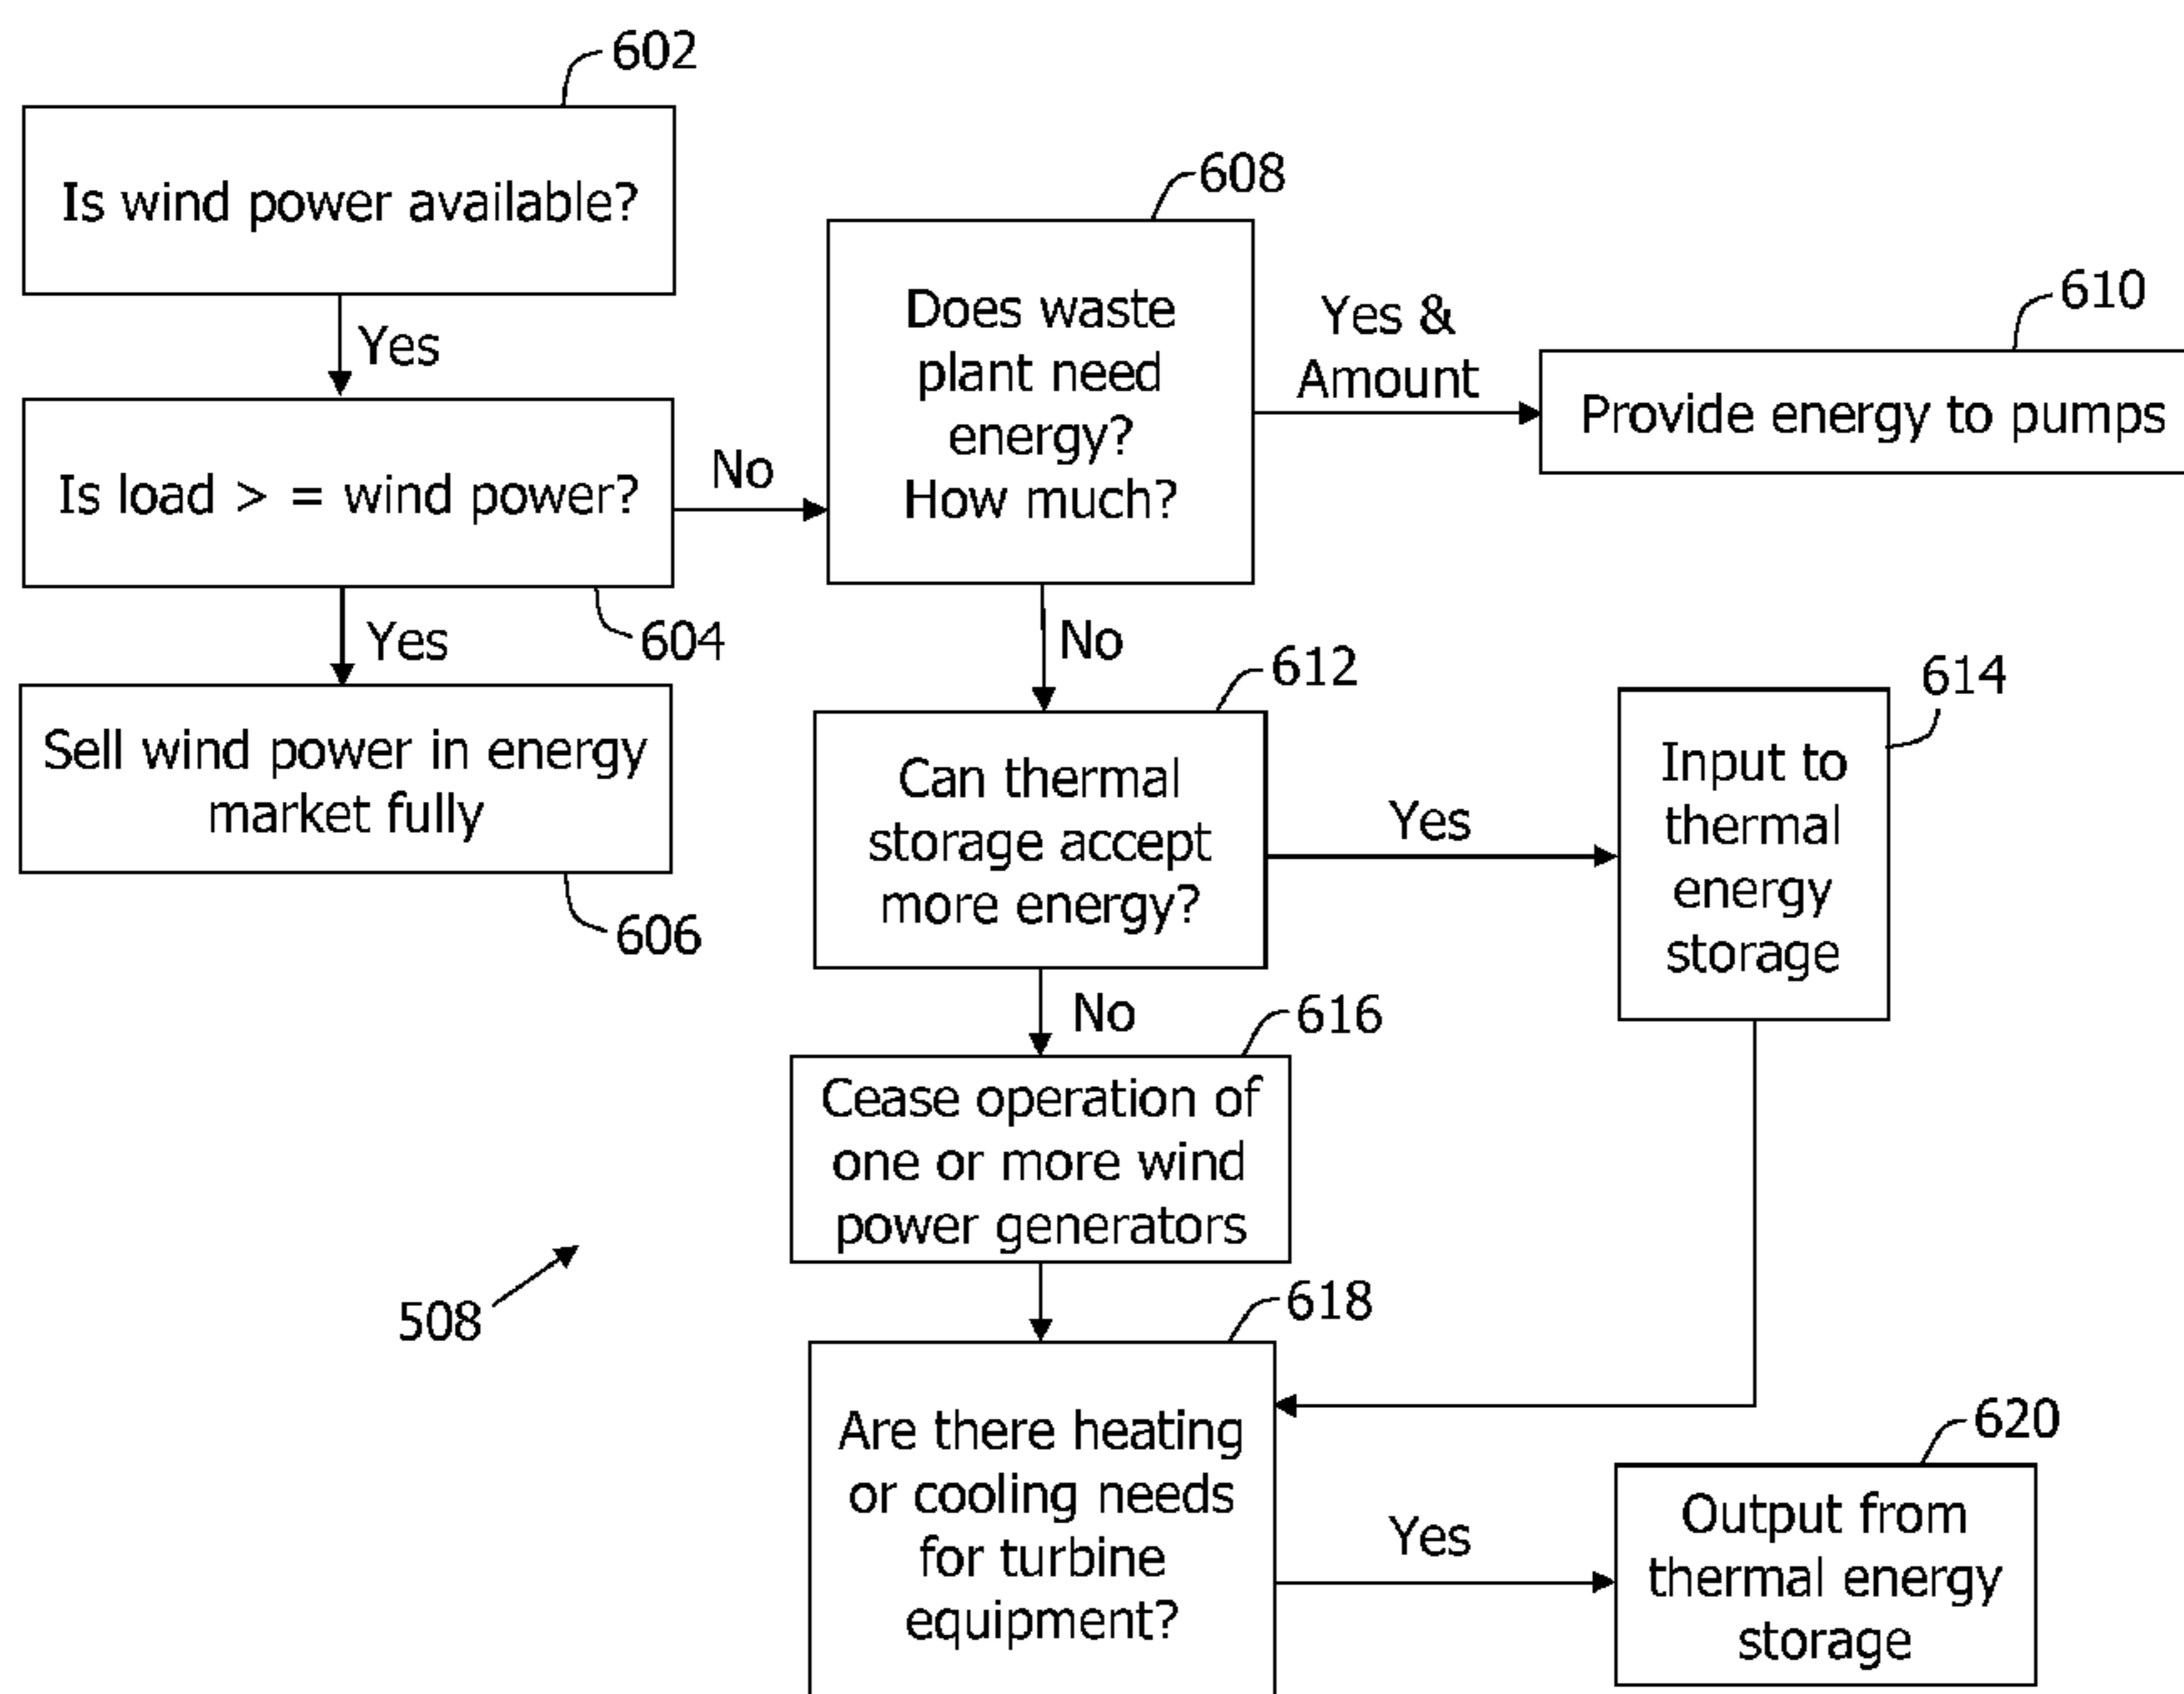 602
Is wind power available?
Yes
Is load > = wind power?
604
No
Yes
Sell wind power in energy
market fully
606
608
Does waste
plant need
energy?
How much?
Yes &
Amount
610
Provide energy to pumps
No
612
Can thermal
storage accept
more energy?
Yes
614
Input to
thermal
energy
storage
No
616
Cease operation of
one or more wind
power generators
508
618
Are there heating
or cooling needs
for turbine
equipment?
Yes
620
Output from
thermal energy
storage